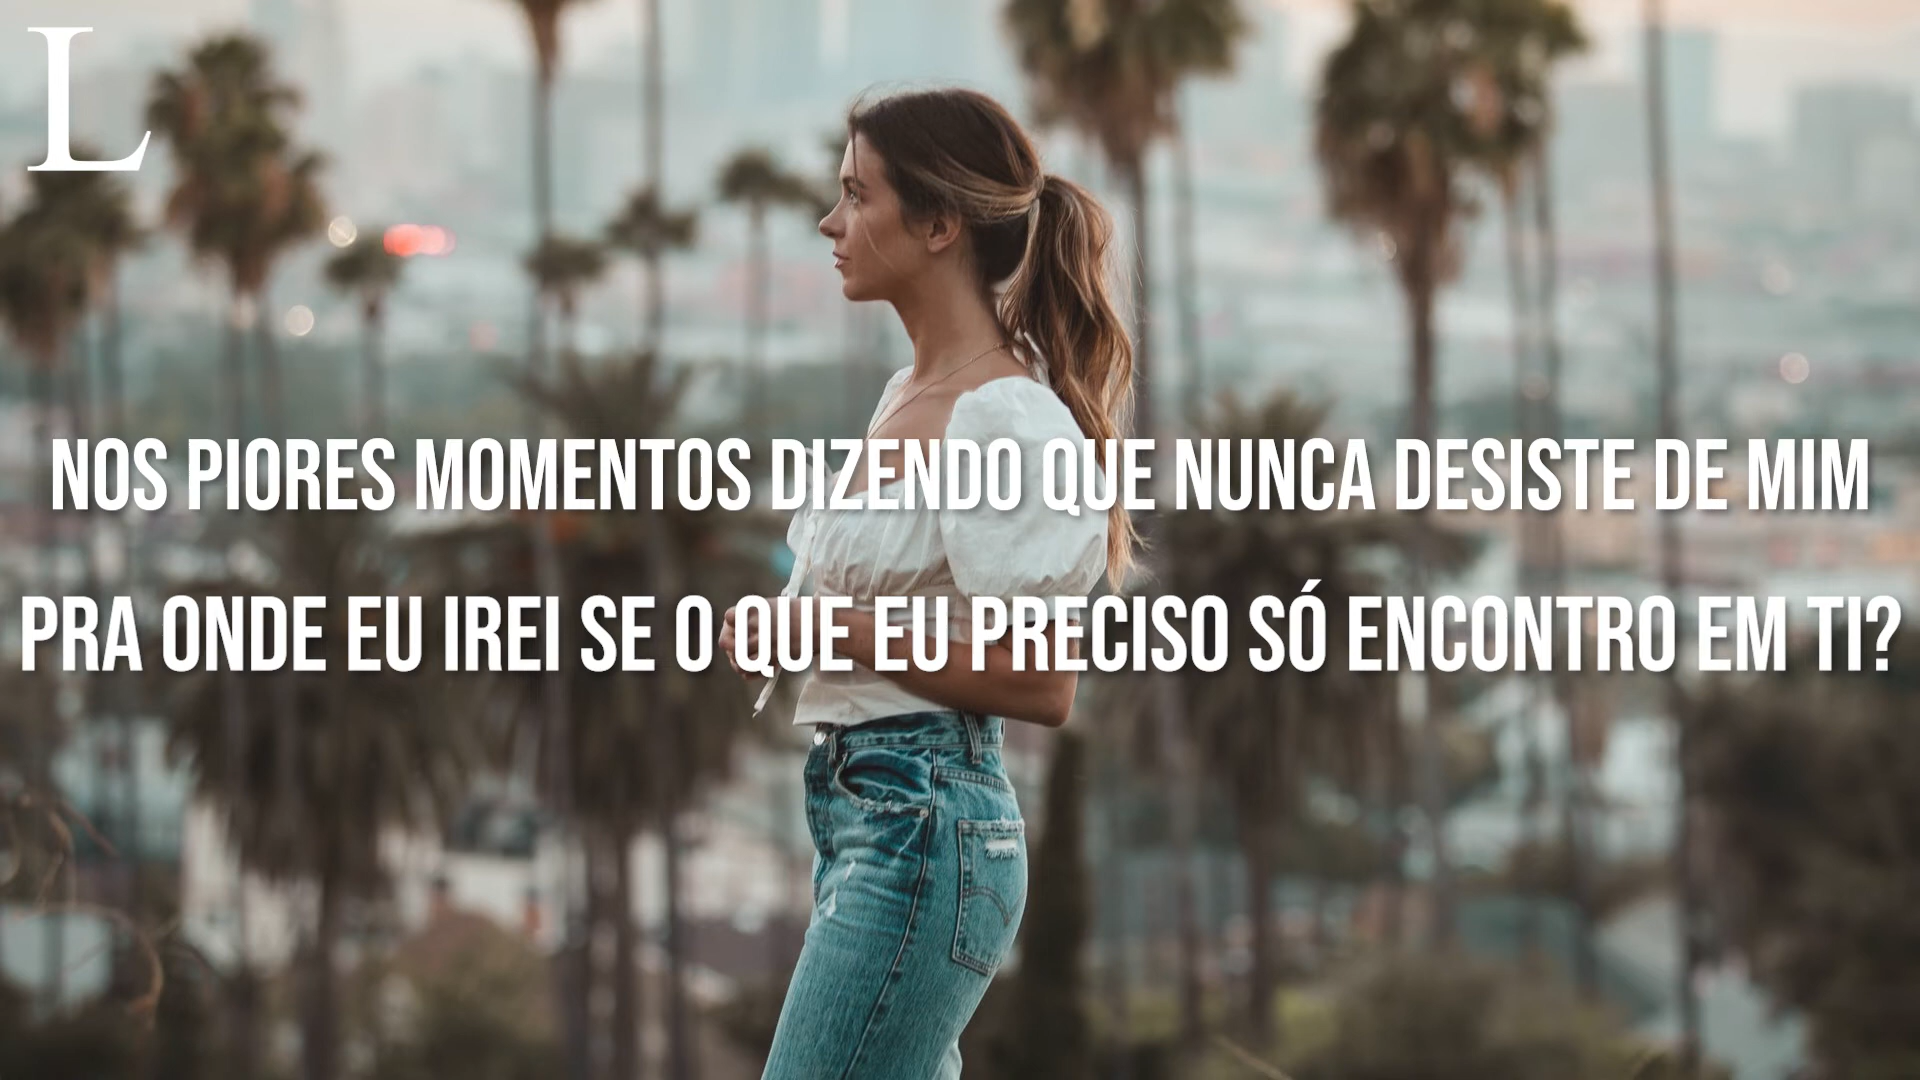 L
NOS PIORES MOMENTOS DIZENDO QUE NUNCA DESISTE DE MIM
PRA ONDE EU IREI SE O QUE EU PRECISO SÓ ENCONTRO EM TI?